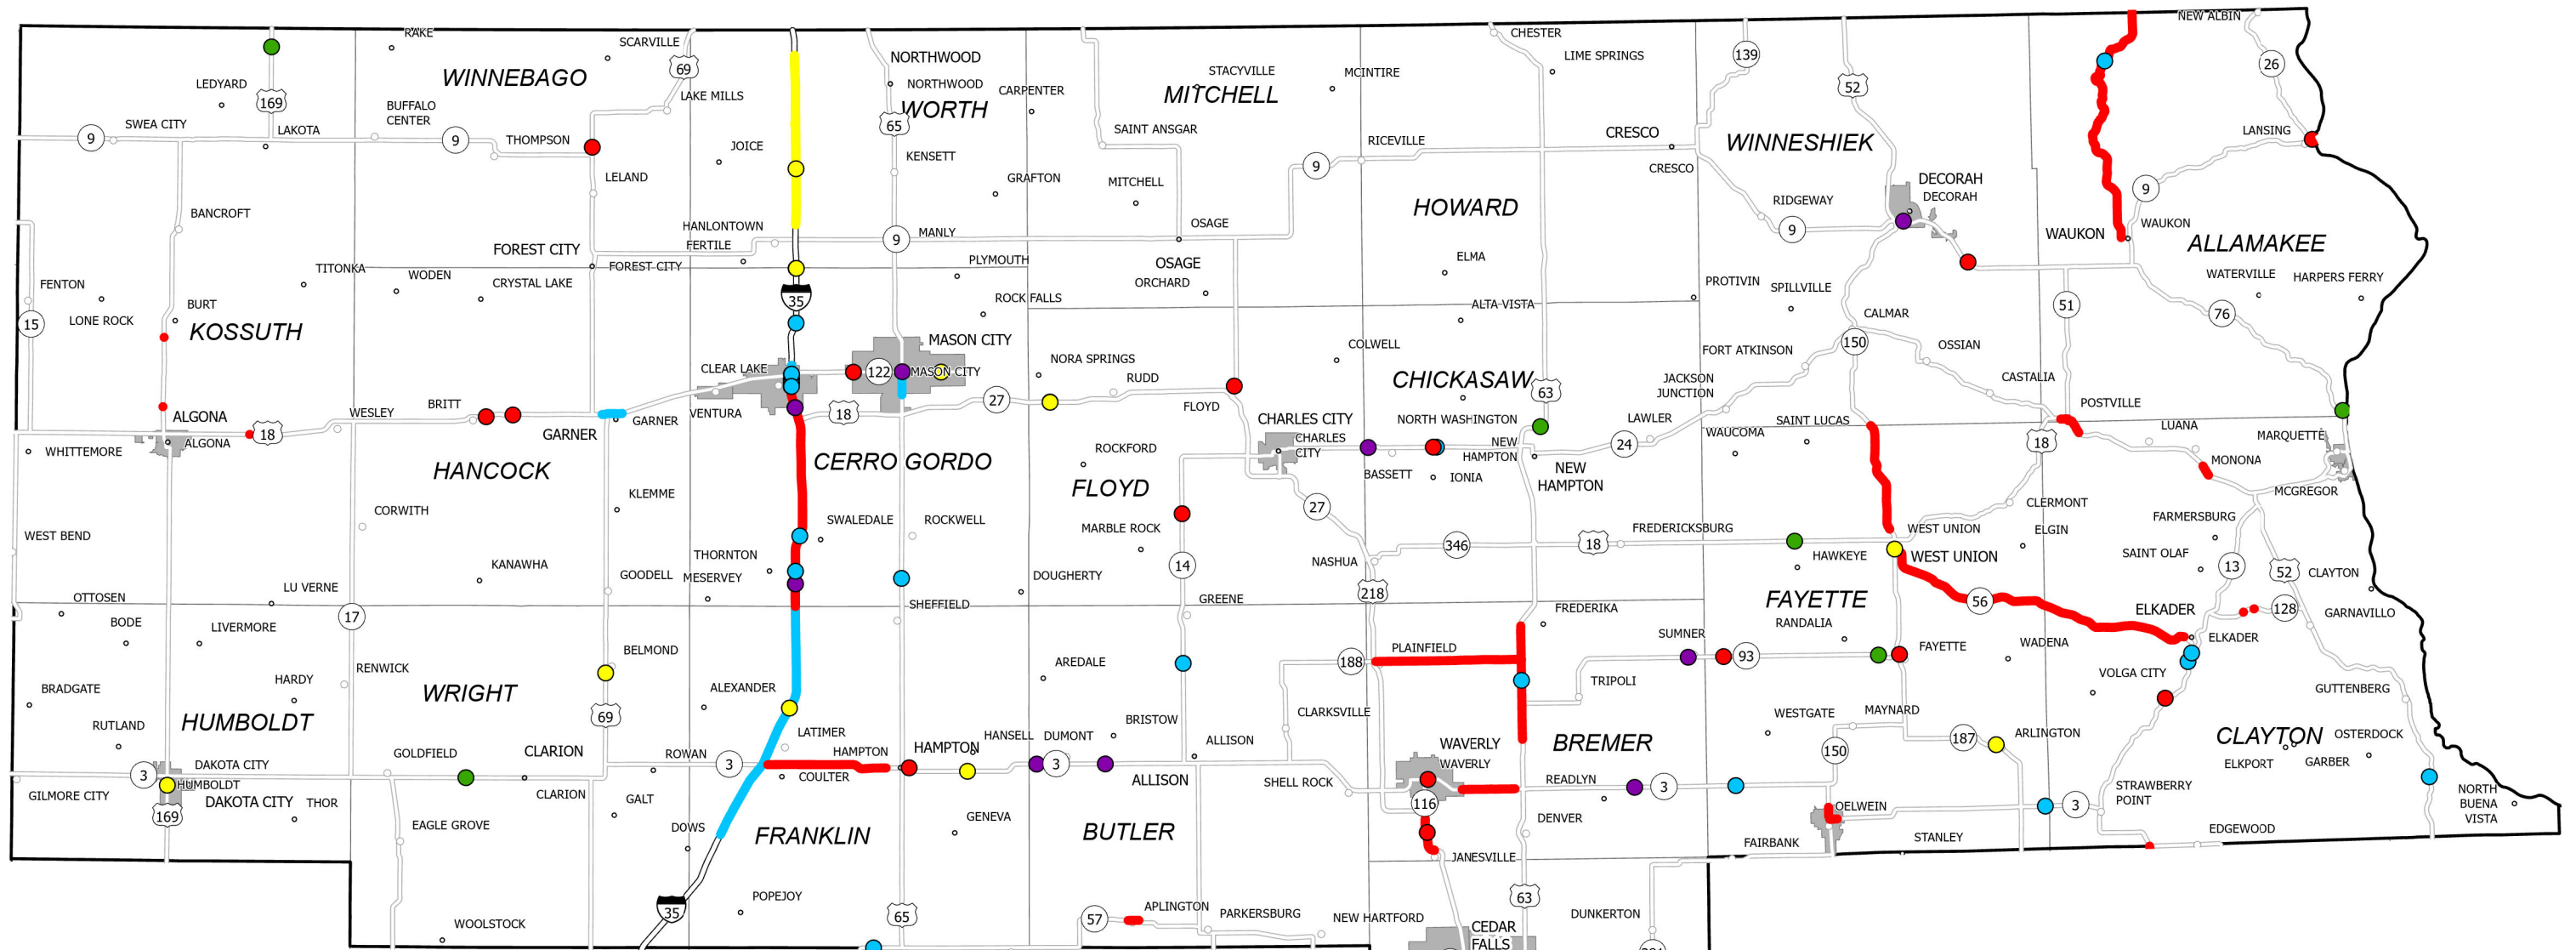 NEW ALBIN
RAKE
SCARVILLE
CHESTER
NORTHWOOD
LIME SPRINGS
139
26
69
STACYVILLE
MCINTIRE
WINNEBAGO
LEDYARD
NORTHWOOD
CARPENTER
MITCHELL
52
169
LAKE MILLS
WORTH
BUFFALO
CENTER
65
SWEA CITY
LAKOTA
SAINT ANSGAR
LANSING
9
9
THOMPSON
JOICE
RICEVILLE
CRESCO
WINNESHIEK
KENSETT
9
CRESCO
LELAND
GRAFTON
MITCHELL
DECORAH
DECORAH
9
BANCROFT
HOWARD
RIDGEWAY
HANLONTOWN
9
MANLY
OSAGE
9
WAUKON
WAUKON
FOREST CITY
FERTILE
ALLAMAKEE
TITONKA
FOREST CITY
PLYMOUTH
OSAGE
ELMA
WODEN
CRYSTAL LAKE
WATERVILLE
HARPERS FERRY
FENTON
ORCHARD
PROTIVIN
SPILLVILLE
BURT
35
ROCK FALLS
ALTA VISTA
51
15
LONE ROCK
KOSSUTH
CALMAR
76
MASON CITY
COLWELL
150
CLEAR LAKE
122
MASON CITY
NORA SPRINGS
FORT ATKINSON
OSSIAN
RUDD
CHICKASAW
JACKSON
JUNCTION
CASTALIA
63
BRITT
WESLEY
ALGONA
VENTURA
18
27
FLOYD
POSTVILLE
GARNER
GARNER
CHARLES CITY
NORTH WASHINGTON
LAWLER
SAINT LUCAS
18
ALGONA
CHARLES
CITY
NEW
HAMPTON
24
WAUCOMA
LUANA
MARQUETTE
18
WHITTEMORE
ROCKFORD
HANCOCK
CERRO GORDO
BASSETT
IONIA
NEW
HAMPTON
MONONA
FLOYD
KLEMME
MCGREGOR
CORWITH
27
CLERMONT
SWALEDALE
ROCKWELL
MARBLE ROCK
FREDERICKSBURG
WEST UNION
ELGIN
FARMERSBURG
WEST BEND
346
18
THORNTON
NASHUA
HAWKEYE
WEST UNION
SAINT OLAF
KANAWHA
14
13
52
CLAYTON
GOODELL
MESERVEY
DOUGHERTY
LU VERNE
218
OTTOSEN
SHEFFIELD
GREENE
FREDERIKA
FAYETTE
56
ELKADER
128
GARNAVILLO
17
BODE
LIVERMORE
RANDALIA
SUMNER
ELKADER
BELMOND
PLAINFIELD
FAYETTE
WADENA
RENWICK
AREDALE
188
93
HARDY
VOLGA CITY
BRADGATE
WRIGHT
ALEXANDER
TRIPOLI
GUTTENBERG
RUTLAND
HUMBOLDT
69
BRISTOW
CLARKSVILLE
WESTGATE
MAYNARD
LATIMER
HANSELL
DUMONT
WAVERLY
187
ARLINGTON
GOLDFIELD
CLARION
ROWAN
HAMPTON
HAMPTON
ALLISON
BREMER
150
CLAYTON
OSTERDOCK
3
DAKOTA CITY
3
COULTER
3
ALLISON
SHELL ROCK
WAVERLY
READLYN
3
ELKPORT
GARBER
HUMBOLDT
GILMORE CITY
DAKOTA CITY
THOR
CLARION
GALT
116
OELWEIN
3
STRAWBERRY
POINT
NORTH
BUENA
VISTA
169
EAGLE GROVE
DOWS
FRANKLIN
GENEVA
BUTLER
DENVER
STANLEY
EDGEWOOD
FAIRBANK
JANESVILLE
POPEJOY
63
35
65
57
APLINGTON
PARKERSBURG
NEW HARTFORD
DUNKERTON
WOOLSTOCK
CEDAR
FALLS